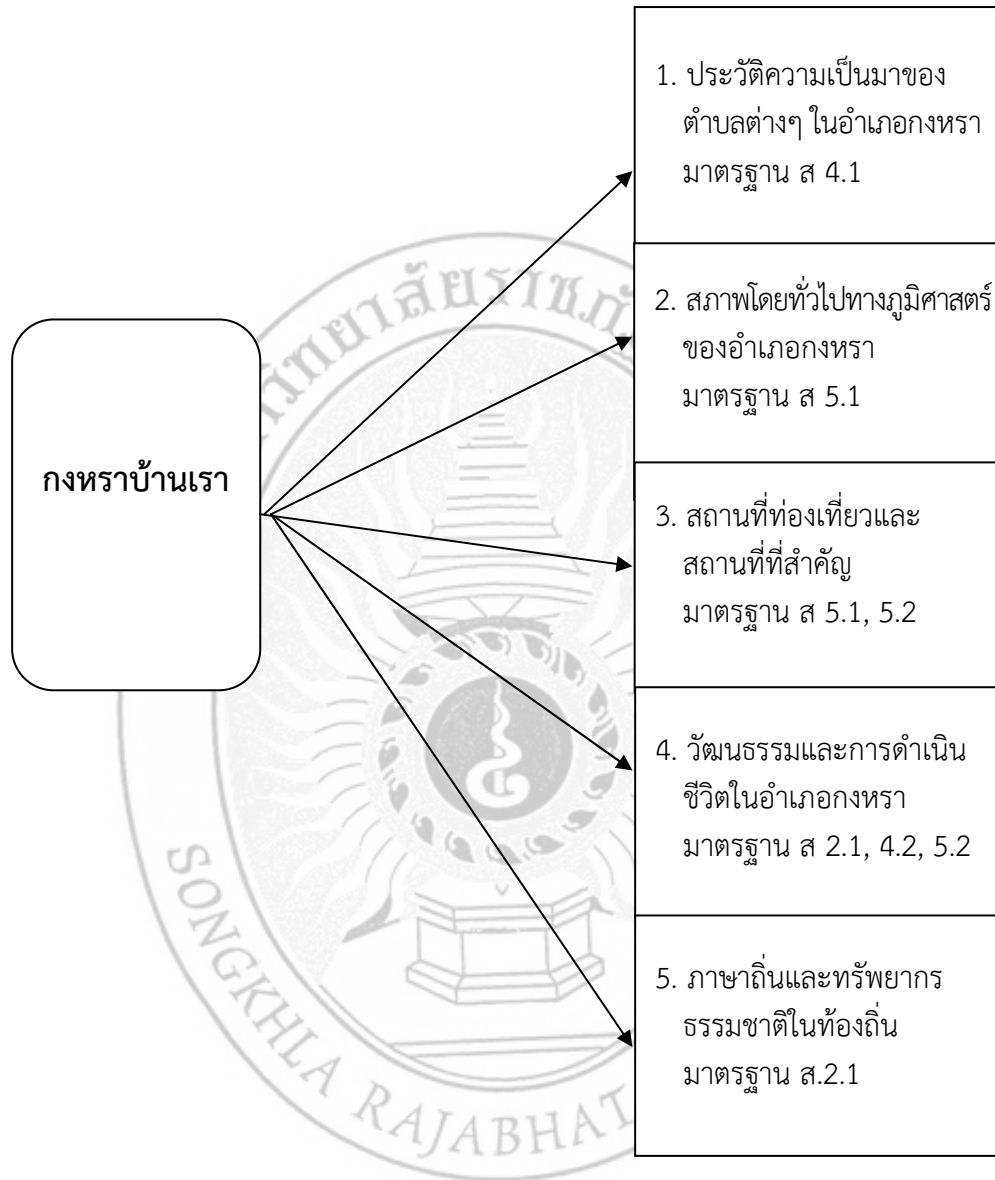 กงหราบ้านเรา
1. ประวัติความเป็นมาของ
ตำบลต่างๆ ในอำเภอกงหรา
มาตรฐาน ส 4.1
2. สภาพโดยทั่วไปทางภูมิศาสตร์
ของอำเภอกงหรา
มาตรฐาน ส 5.1
3. สถานที่ท่องเที่ยวและ
สถานที่ที่สำคัญ
มาตรฐาน ส 5.1, 5.2
4. วัฒนธรรมและการดำเนิน
ชีวิตในอำเภอกงหรา
มาตรฐาน ส 2.1, 4.2, 5.2
5. ภาษาถิ่นและทรัพยากร
ธรรมชาติในท้องถิ่น
มาตรฐาน ส.2.1
SONGKHLA RAJABHAT